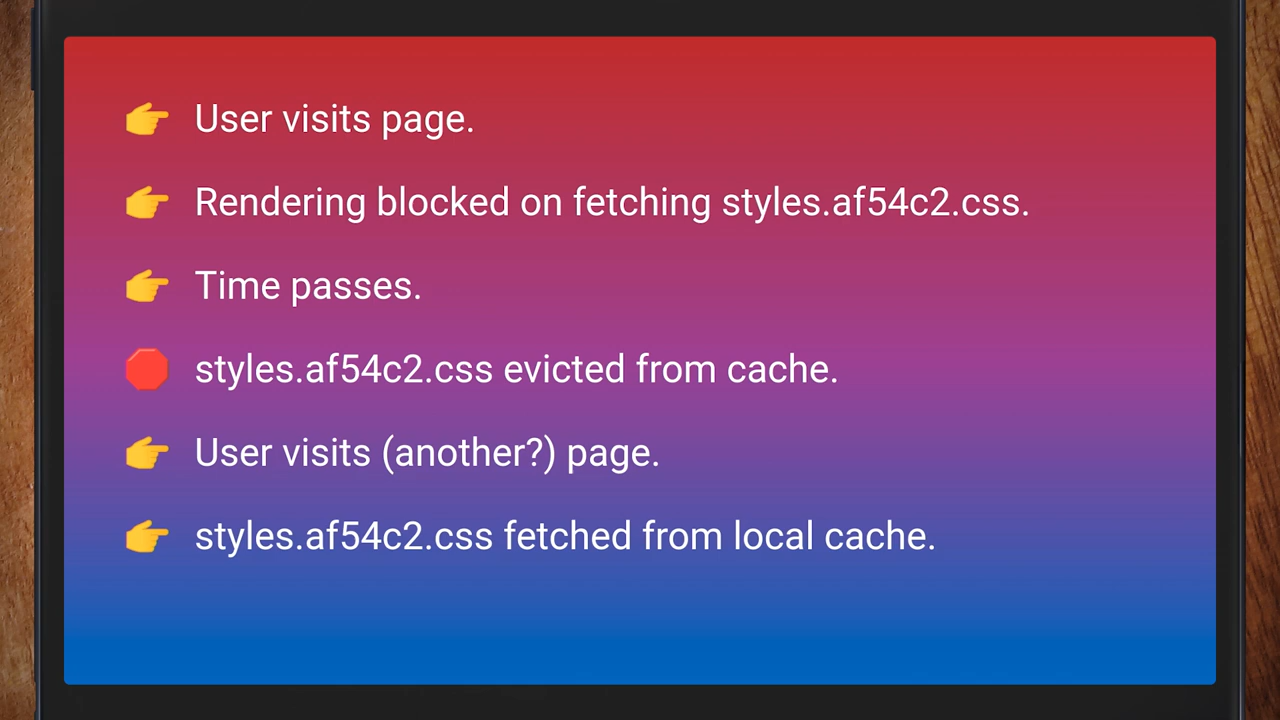 User visits page.
Rendering blocked on fetching styles.af54c2.css.
Time passes.
styles.af54c2.css evicted from cache.
User visits (another?) page.
styles.af54c2.css fetched from local cache.